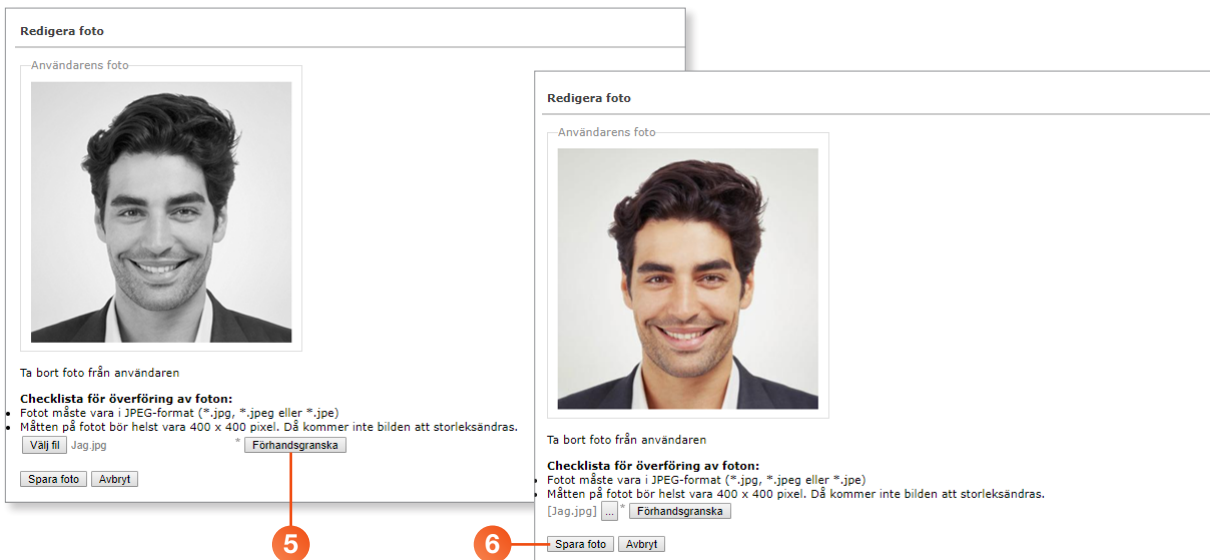 Redigera foto
Användarens foto
Ta bort foto från användaren
Checklista för överföring av foton:
Fotot måste vara i JPEG-format (*.jpg, *.jpeg eller *.jpe)
Måtten på fotot bör helst vara 400 x 400 pixel. Då kommer inte bilden att storleksändras.
Välj fil Jag.jpg * Förhandsgranska
Spara foto Avbryt
5
Redigera foto
Användarens foto
Ta bort foto från användaren
Checklista för överföring av foton:
Fotot måste vara i JPEG-format (*.jpg, *.jpeg eller *.jpe)
Måtten på fotot bör helst vara 400 x 400 pixel. Då kommer inte bilden att storleksändras.
[Jag.jpg] ... * Förhandsgranska
6 Spara foto Avbryt